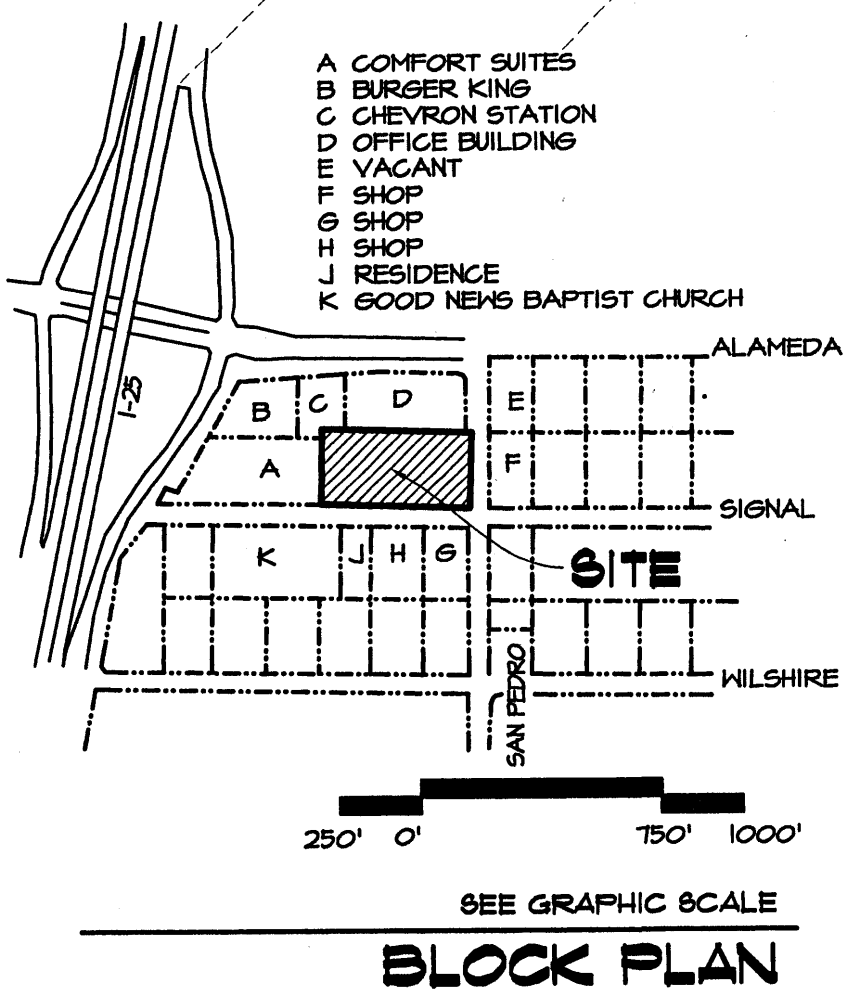 A COMFORT SUITES
B BURGER KING
C CHEVRON STATION
D OFFICE BUILDING
E VACANT
F SHOP
G SHOP
H SHOP
J RESIDENCE
K GOOD NEWS BAPTIST CHURCH
ALAMEDA
I-25
B
C
D
E
A
F
SIGNAL
K
J
H
G
SITE
WILSHIRE
SAN PEDRO
250' 0' 750' 1000'
SEE GRAPHIC SCALE
BLOCK PLAN